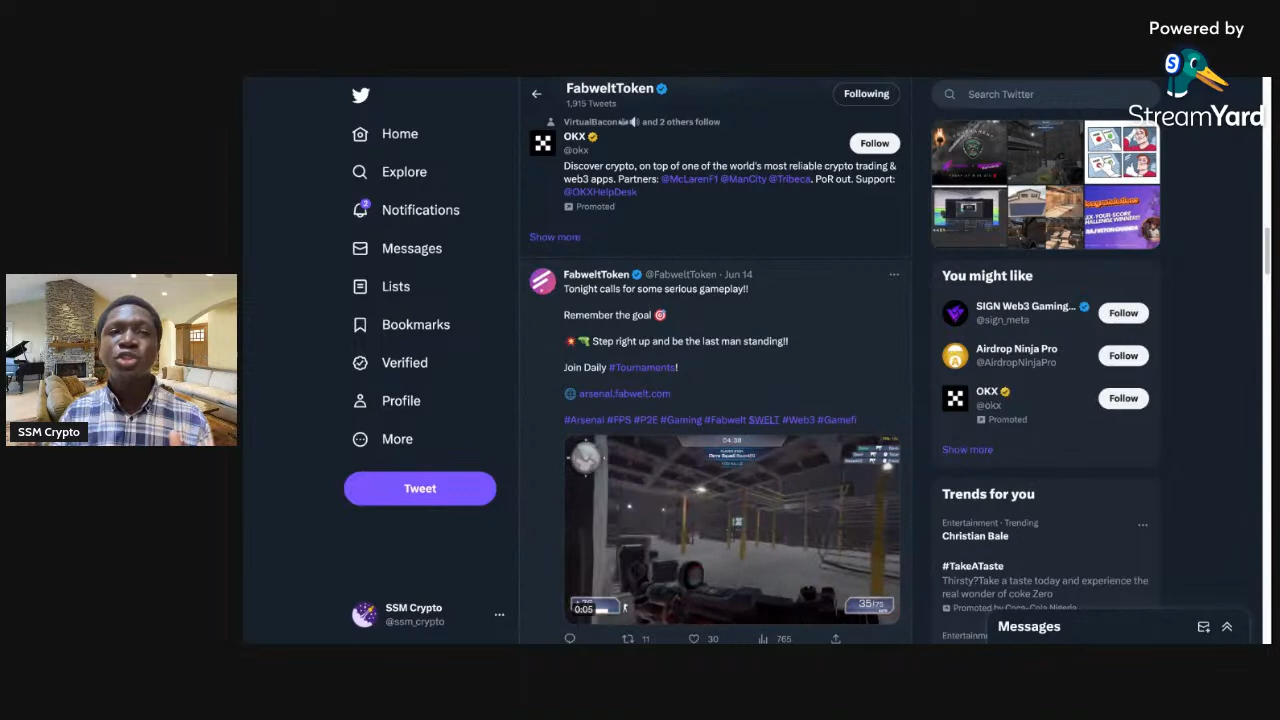 Powered by
StreamYard
SSM Crypto
Home
Explore
2
Notifications
Messages
Lists
Bookmarks
Verified
Profile
More
Tweet
SSM Crypto
@ssm_crypto
FabweltToken
1,915 Tweets
Following
VirtualBacon and 2 others follow
OKX
@okx
Follow
Discover crypto, on top of one of the world's most reliable crypto trading &
web3 apps. Partners: @McLarenF1 @ManCity @Tribeca. PoR out. Support:
@OKXHelpDesk
Promoted
Show more
FabweltToken @FabweltToken · Jun 14
Tonight calls for some serious gameplay!!
Remember the goal 🎯
💥🔫 Step right up and be the last man standing!!
Join Daily #Tournaments!
🌐 arsenal.fabwelt.com
#Arsenal #FPS #P2E #Gaming #Fabwelt $WELT #Web3 #Gamefi
04:38
0:05
35/75
11
30
765
Search Twitter
You might like
SIGN Web3 Gaming...
@sign_meta
Follow
Airdrop Ninja Pro
@AirdropNinjaPro
Follow
OKX
@okx
Follow
Promoted
Show more
Trends for you
Entertainment · Trending
Christian Bale
#TakeATaste
Thirsty?Take a taste today and experience the
real wonder of coke Zero
Promoted by Coca-Cola Nigeria
Messages